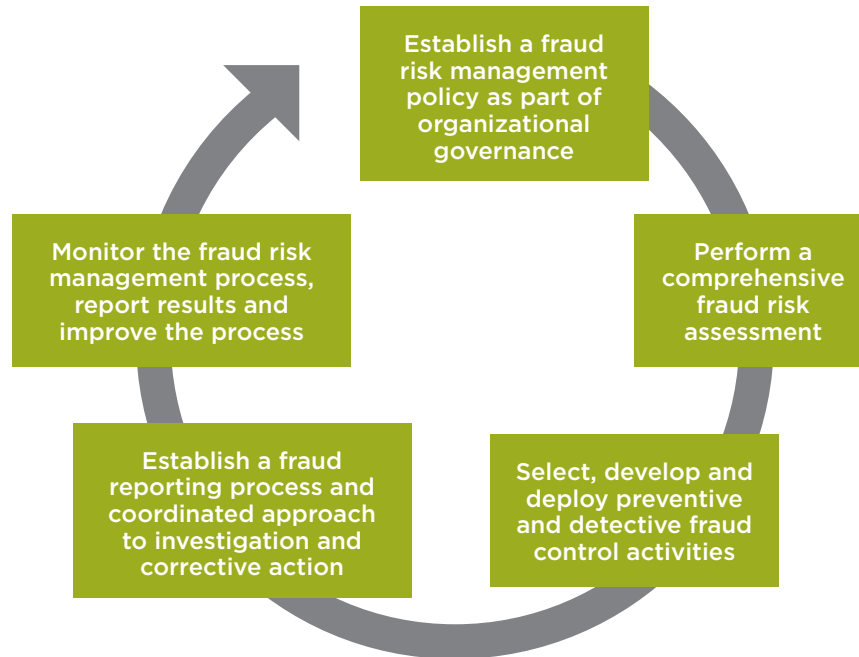 Establish a fraud
risk management
policy as part of
organizational
governance
Perform a
comprehensive
fraud risk
assessment
Select, develop and
deploy preventive
and detective fraud
control activities
Establish a fraud
reporting process and
coordinated approach
to investigation and
corrective action
Monitor the fraud risk
management process,
report results and
improve the process